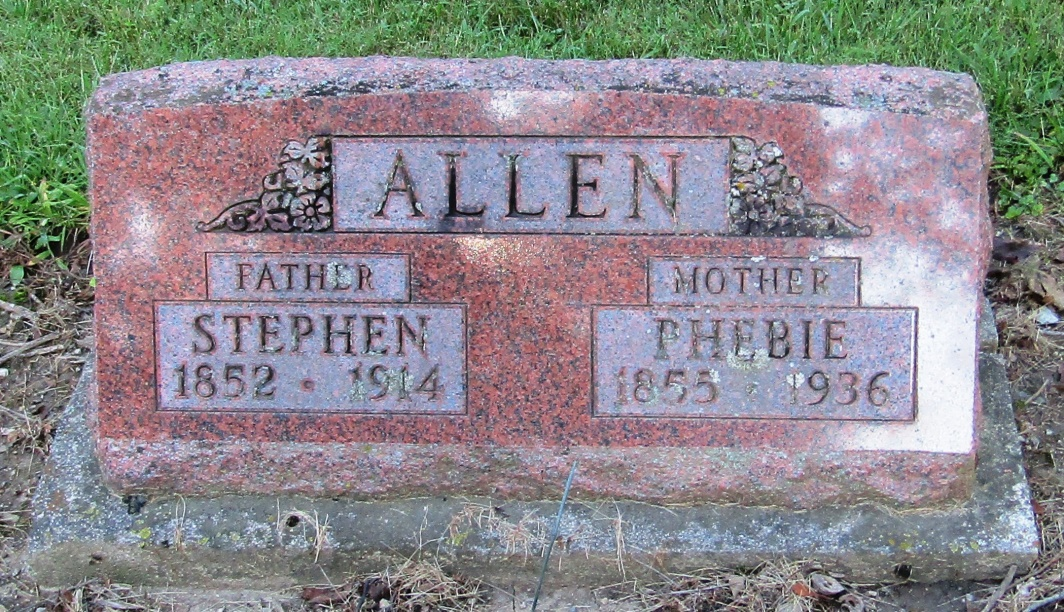 ALLEN
FATHER
STEPHEN
1852 • 1914
MOTHER
PHEBIE
1855 • 1936